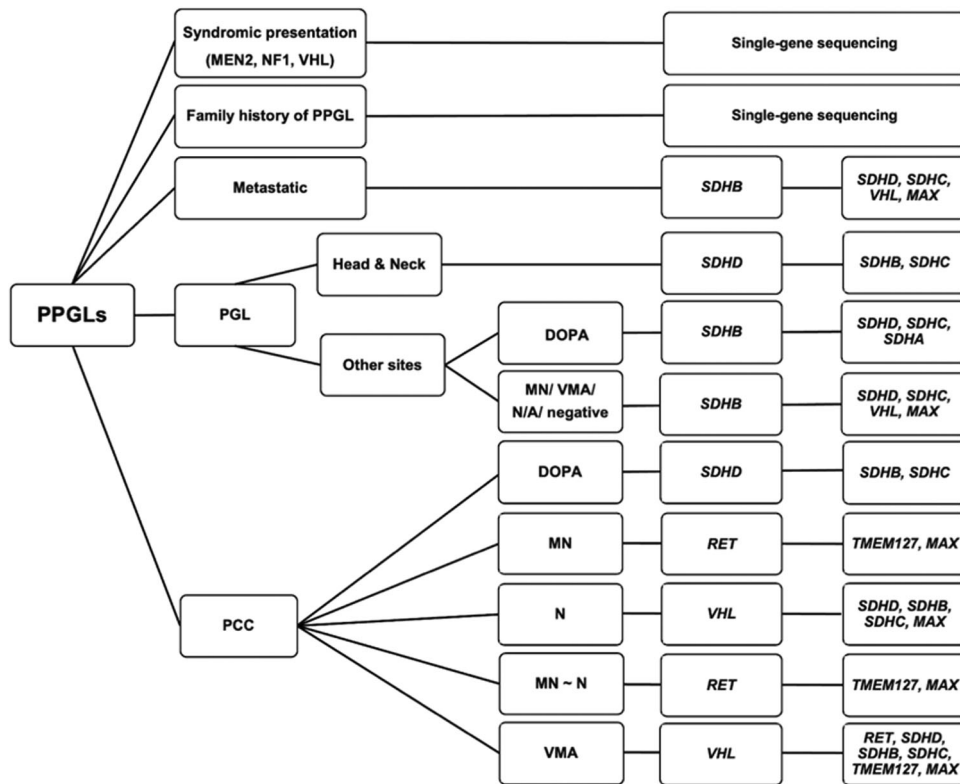 Syndromic presentation
(MEN2, NF1, VHL)
Single-gene sequencing
Family history of PPGL
Single-gene sequencing
Metastatic
SDHB
SDHD, SDHC,
VHL, MAX
Head & Neck
SDHD
SDHB, SDHC
PPGLs
PGL
Other sites
DOPA
SDHB
SDHD, SDHC,
SDHA
MN/ VMA/
N/A/ negative
SDHB
SDHD, SDHC,
VHL, MAX
DOPA
SDHD
SDHB, SDHC
MN
RET
TMEM127, MAX
PCC
N
VHL
SDHD, SDHB,
SDHC, MAX
MN ~ N
RET
TMEM127, MAX
VMA
VHL
RET, SDHD,
SDHB, SDHC,
TMEM127, MAX